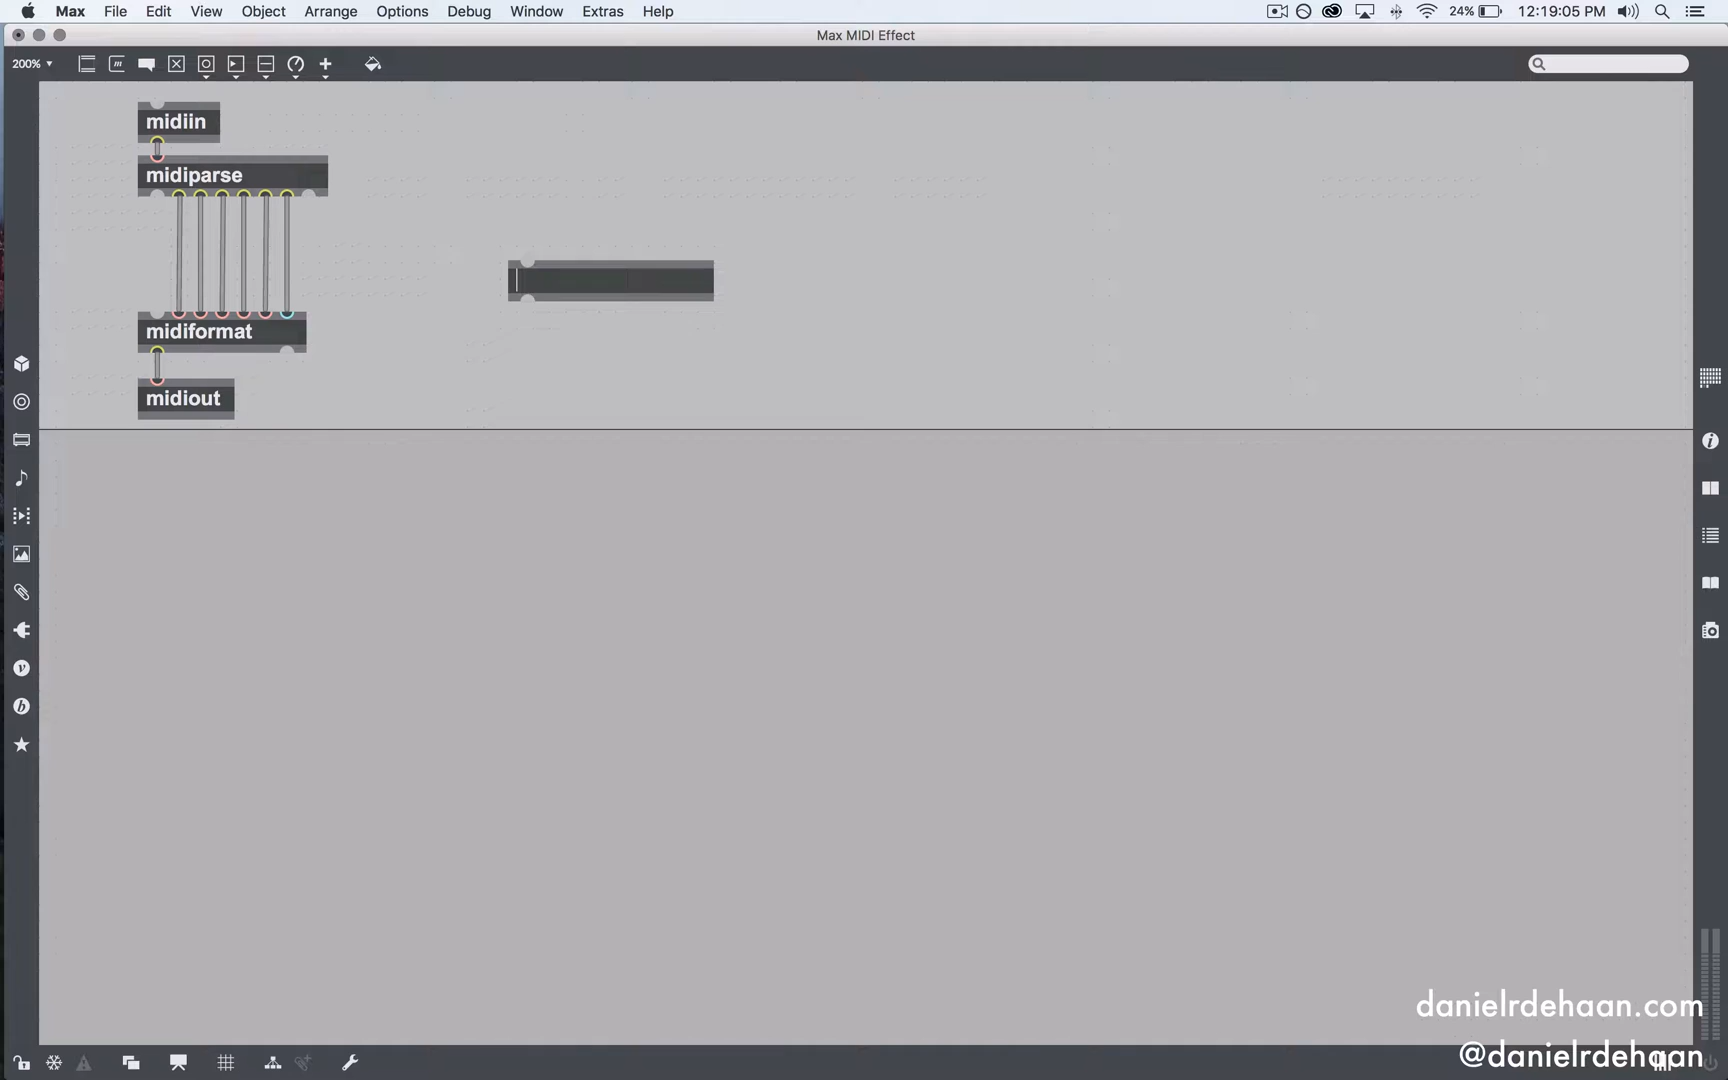 Max File Edit View Object Arrange Options Debug Window Extras Help 24% 12:19:05 PM
Max MIDI Effect
200%
midiin
midiparse
midiformat
midiout
danielrdehaan.com
@danielrdehaan